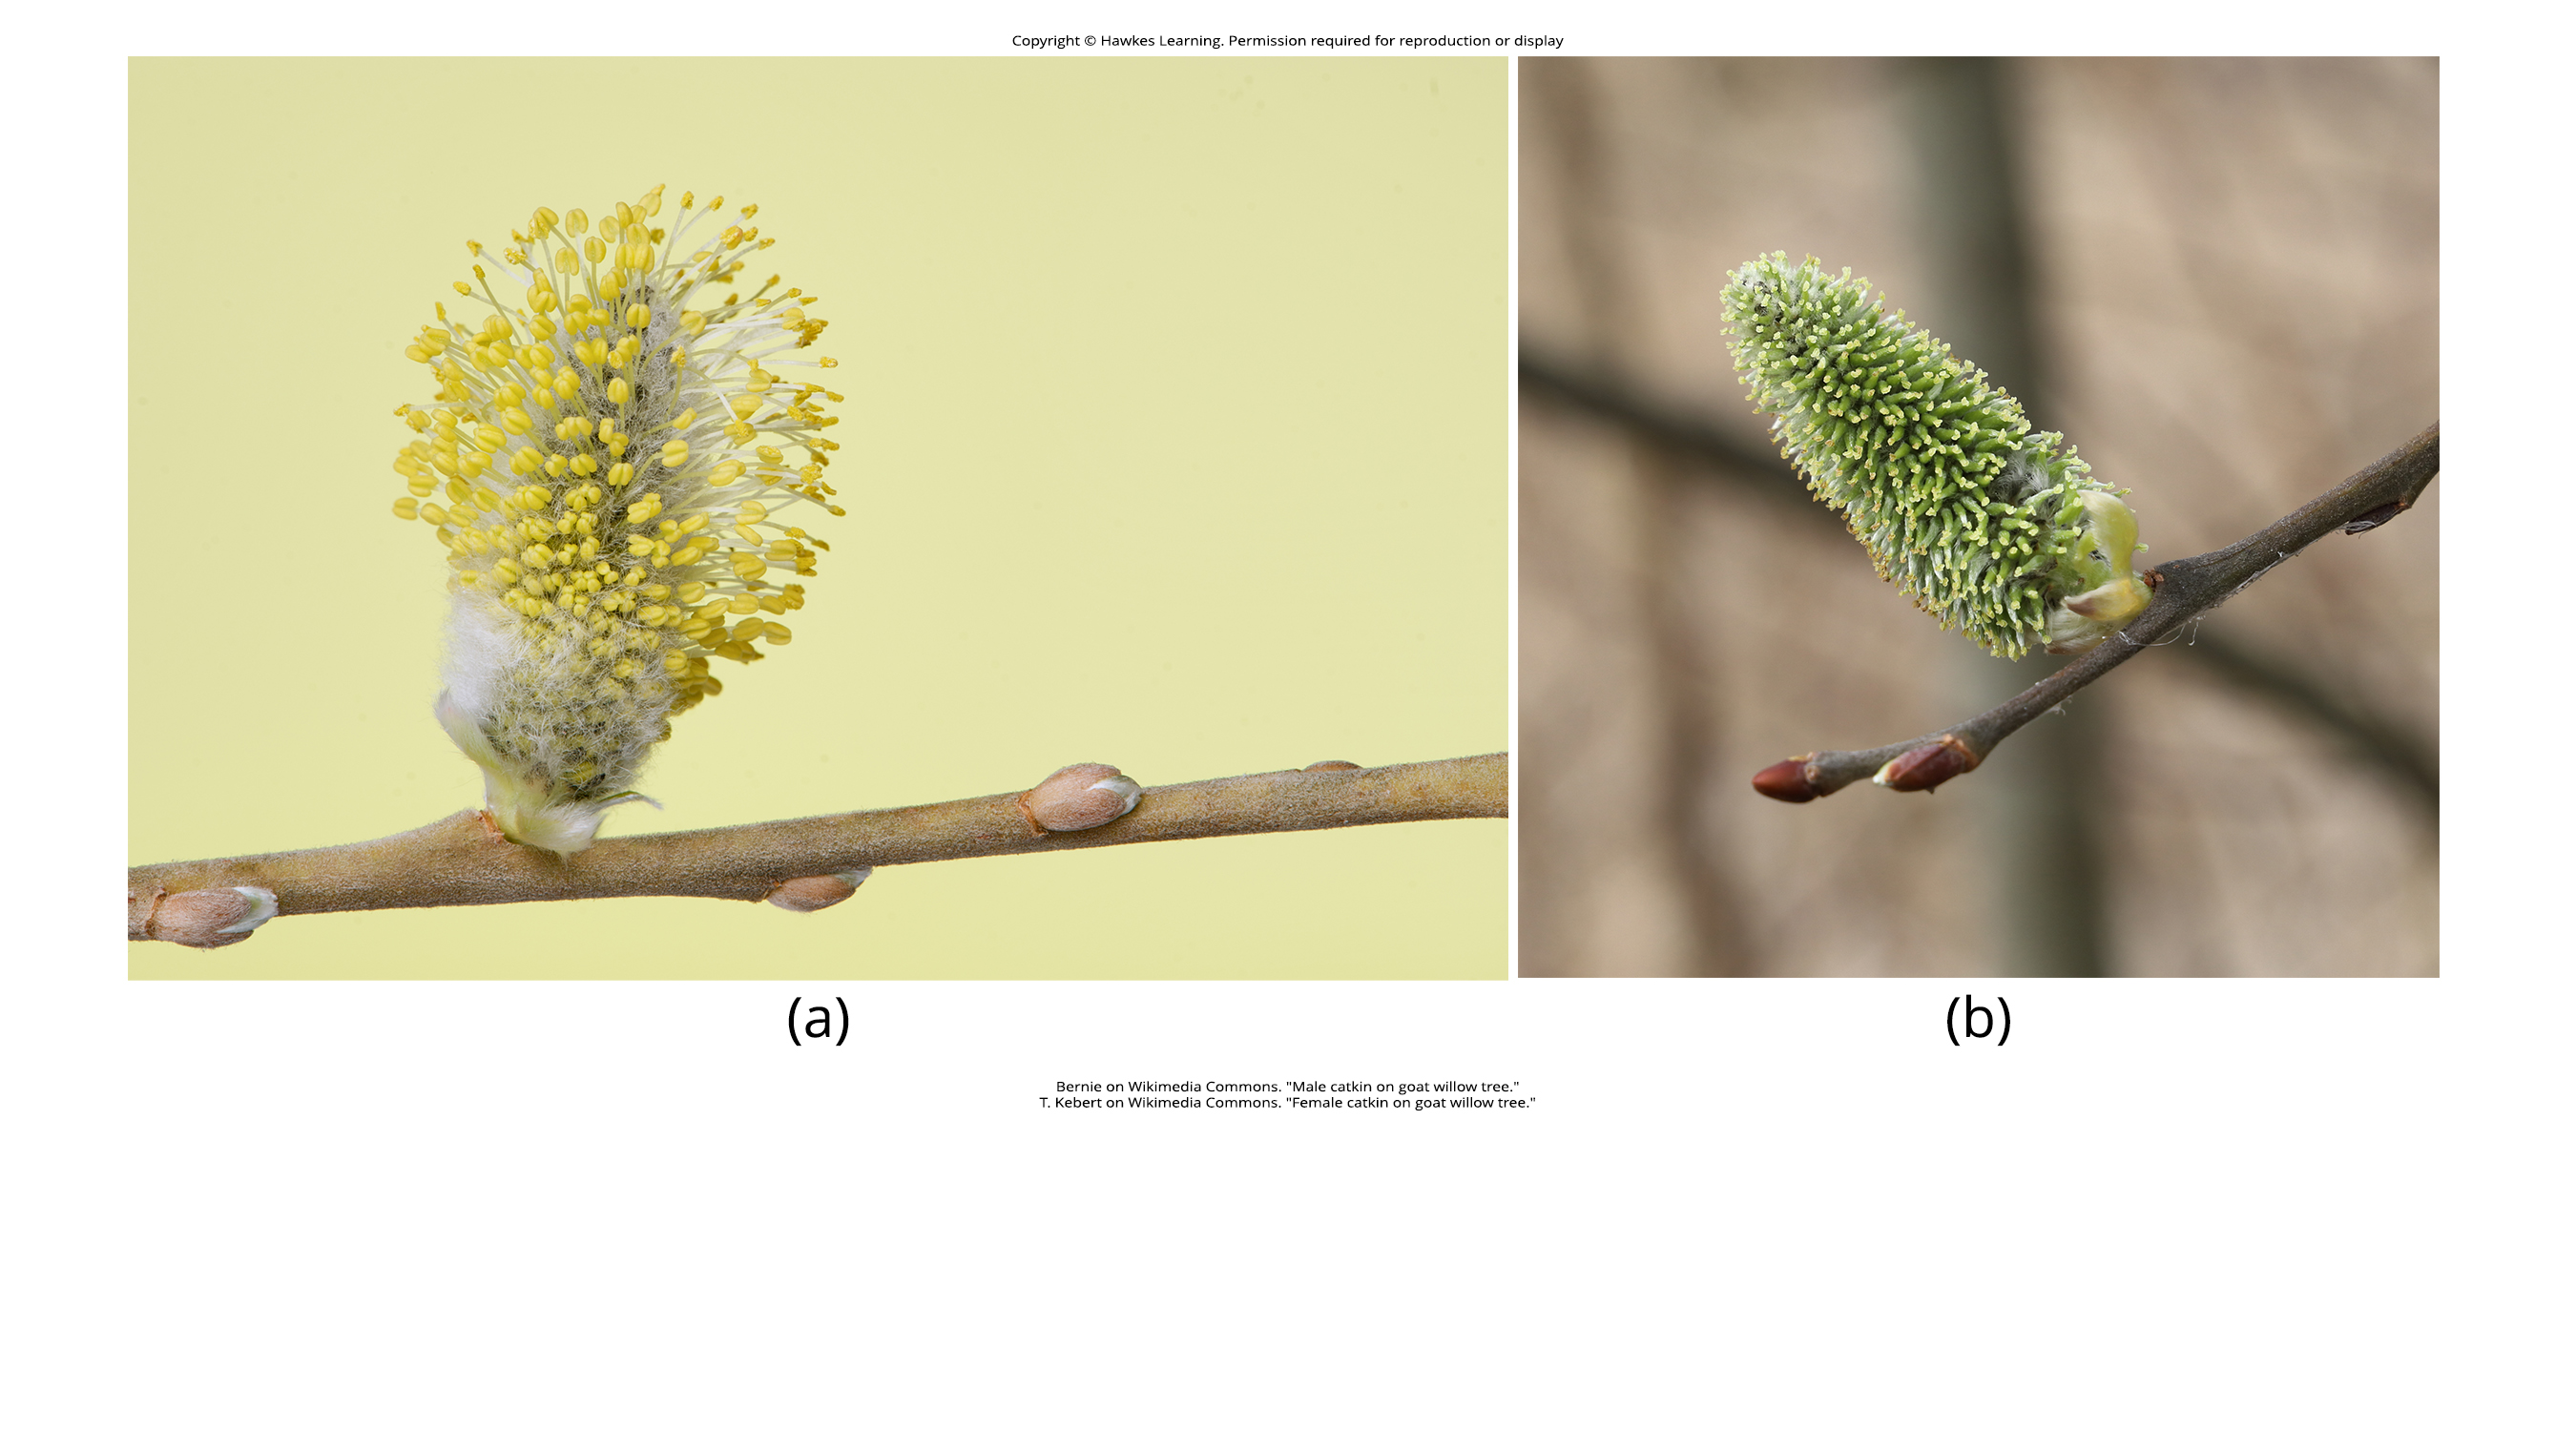 Copyright © Hawkes Learning. Permission required for reproduction or display
(a)
(b)
Bernie on Wikimedia Commons. "Male catkin on goat willow tree."
T. Kebert on Wikimedia Commons. "Female catkin on goat willow tree."